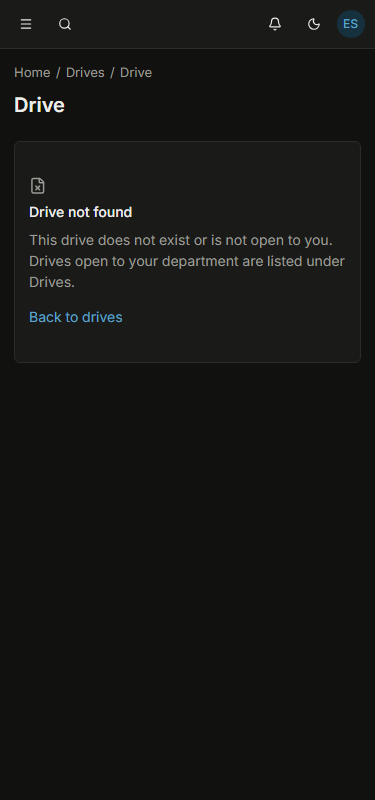 ES
Home / Drives / Drive
Drive
Drive not found
This drive does not exist or is not open to you.
Drives open to your department are listed under
Drives.
Back to drives